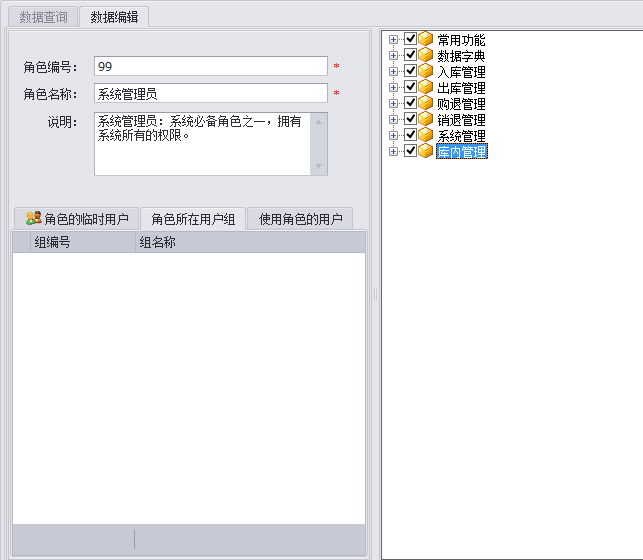 数据查询 数据编辑
角色编号： 99 *
角色名称： 系统管理员 *
说明： 系统管理员：系统必备角色之一，拥有
系统所有的权限。
角色的临时用户 角色所在用户组 使用角色的用户
组编号 组名称
常用功能
数据字典
入库管理
出库管理
购退管理
销退管理
系统管理
库内管理